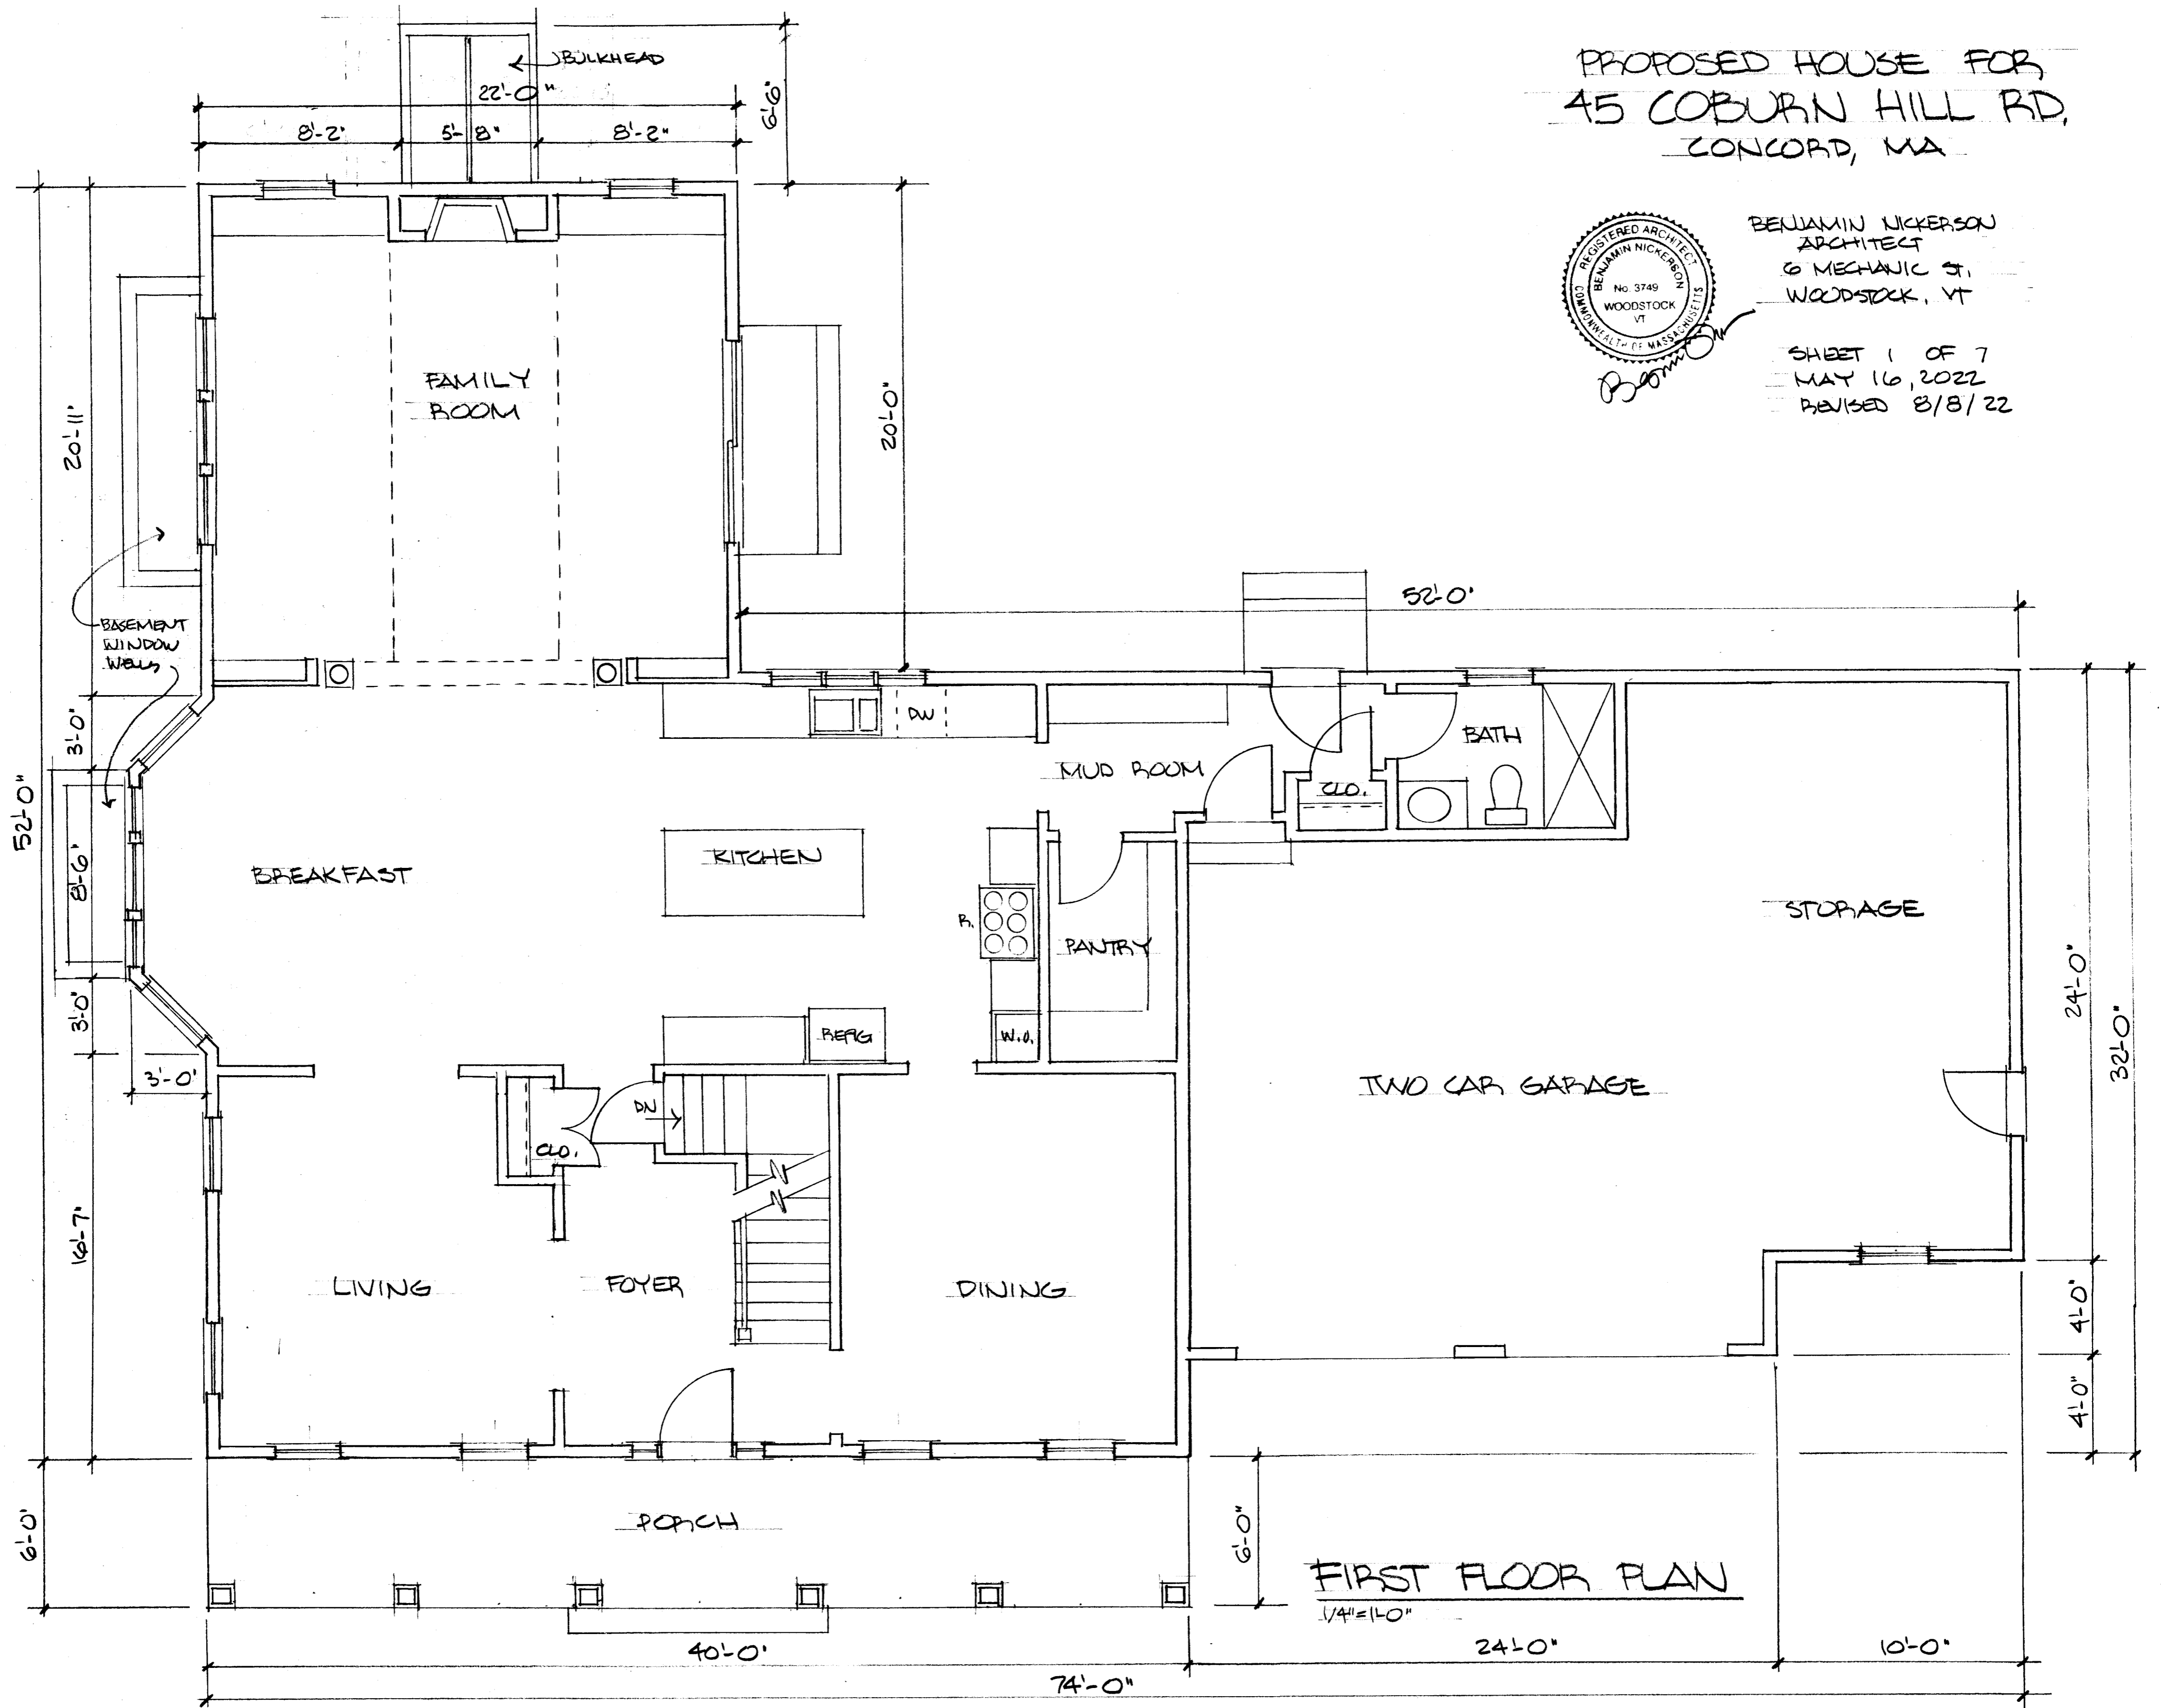 PROPOSED HOUSE FOR
45 COBURN HILL RD.
CONCORD, MA
REGISTERED ARCHITECT
BENJAMIN NICKERSON
No. 3749
WOODSTOCK
VT
COMMONWEALTH OF MASSACHUSETTS
BENJAMIN NICKERSON
ARCHITECT
6 MECHANIC ST.
WOODSTOCK, VT
SHEET 1 OF 7
MAY 16, 2022
REVISED 8/8/22
BULKHEAD
22'-0"
8'-2"
5'-8"
8'-2"
6'-6"
20'-11"
FAMILY
ROOM
20'-0"
52'-0"
BASEMENT
WINDOW
WELLS
3'-0"
52'-0"
8'-6"
3'-0"
3'-0"
16'-7"
6'-0"
DW
MUD ROOM
BATH
CLO.
KITCHEN
BREAKFAST
R.
PANTRY
STORAGE
REFG
W.O.
TWO CAR GARAGE
24'-0"
32'-0"
DN
CLO.
LIVING
FOYER
DINING
4'-0"
4'-0"
PORCH
6'-0"
FIRST FLOOR PLAN
1/4"=1'-0"
40'-0"
24'-0"
10'-0"
74'-0"